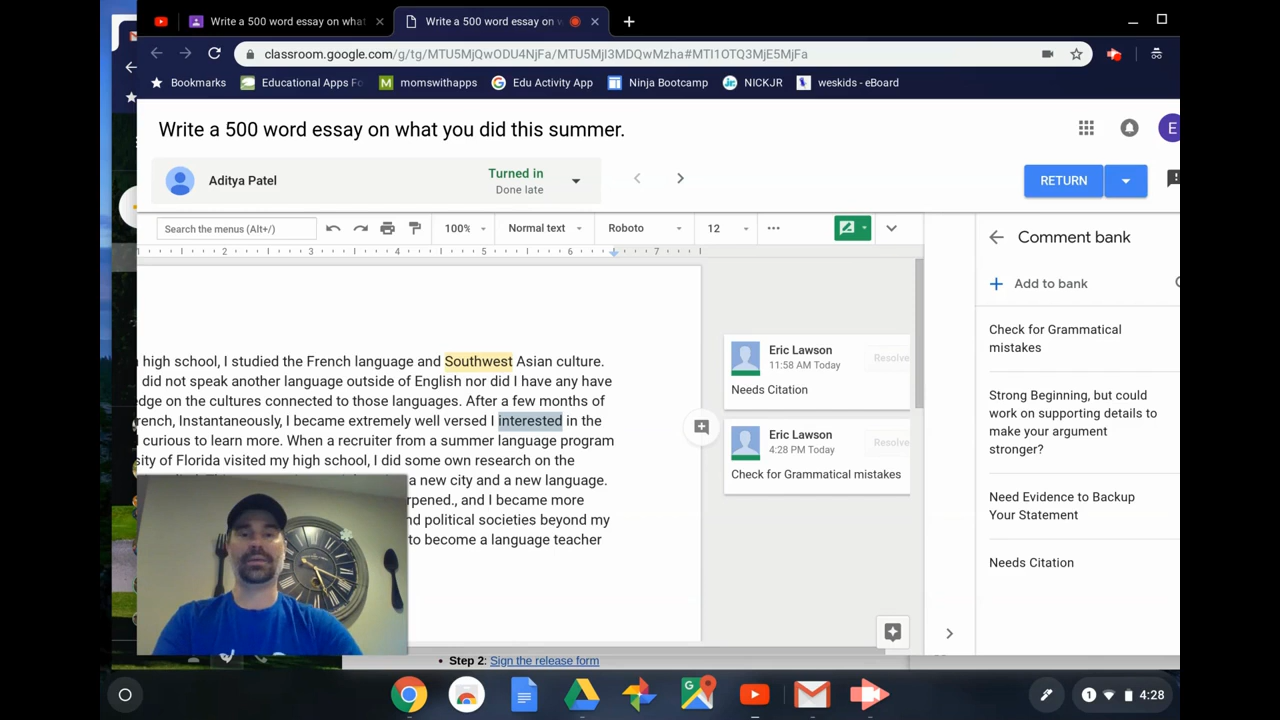 Write a 500 word essay on what
Write a 500 word essay on w
classroom.google.com/g/tg/MTU5MjQwODU4NjFa/MTU5MjI3MDQwMzha#MTI1OTQ3MjE5MjFa
Bookmarks Educational Apps Fo momswithapps Edu Activity App Ninja Bootcamp NICKJR weskids - eBoard
Write a 500 word essay on what you did this summer.
E
Aditya Patel
Turned in
Done late
RETURN
Search the menus (Alt+/) 100% Normal text Roboto 12
2 3 4 5 6 7
Comment bank
Add to bank
Check for Grammatical
mistakes
Strong Beginning, but could
work on supporting details to
make your argument
stronger?
Need Evidence to Backup
Your Statement
Needs Citation
high school, I studied the French language and Southwest Asian culture.
did not speak another language outside of English nor did I have any have
edge on the cultures connected to those languages. After a few months of
rench, Instantaneously, I became extremely well versed I interested in the
curious to learn more. When a recruiter from a summer language program
sity of Florida visited my high school, I did some own research on the
a new city and a new language.
rpened., and I became more
nd political societies beyond my
to become a language teacher
Eric Lawson
11:58 AM Today
Resolve
Needs Citation
Eric Lawson
4:28 PM Today
Resolve
Check for Grammatical mistakes
Step 2: Sign the release form
1 4:28